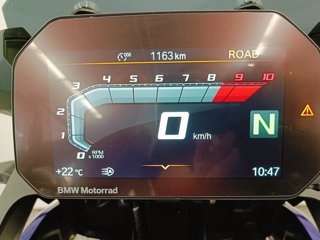 1163 km ROAD
3 4 5 6 7 8 9 10
2
1
0 km/h N
0 RPM
x1000
+22 °C 10:47
BMW Motorrad